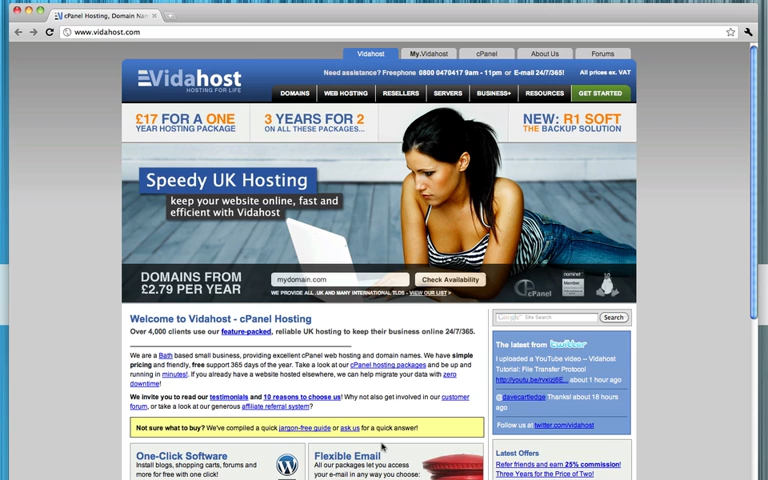 cPanel Hosting, Domain Nam
www.vidahost.com
Vidahost
My.Vidahost
cPanel
About Us
Forums
Vidahost
HOSTING FOR LIFE
Need assistance? Freephone 0800 0470417 9am - 11pm or E-mail 24/7/365!
All prices ex. VAT
DOMAINS
WEB HOSTING
RESELLERS
SERVERS
BUSINESS+
RESOURCES
GET STARTED
£17 FOR A ONE
YEAR HOSTING PACKAGE
3 YEARS FOR 2
ON ALL THESE PACKAGES...
NEW: R1 SOFT
THE BACKUP SOLUTION
Speedy UK Hosting
keep your website online, fast and
efficient with Vidahost
DOMAINS FROM
£2.79 PER YEAR
mydomain.com
Check Availability
WE PROVIDE ALL .UK AND MANY INTERNATIONAL TLDS - VIEW OUR LIST »
cPanel
nominet
Member
Welcome to Vidahost - cPanel Hosting
Over 4,000 clients use our feature-packed, reliable UK hosting to keep their business online 24/7/365.
We are a Bath based small business, providing excellent cPanel web hosting and domain names. We have simple
pricing and friendly, free support 365 days of the year. Take a look at our cPanel hosting packages and be up and
running in minutes! If you already have a website hosted elsewhere, we can help migrate your data with zero
downtime!
We invite you to read our testimonials and 10 reasons to choose us! Why not also get involved in our customer
forum, or take a look at our generous affiliate referral system?
Not sure what to buy? We've compiled a quick jargon-free guide or ask us for a quick answer!
One-Click Software
Install blogs, shopping carts, forums and
more for free with one click!
Flexible Email
All our packages let you access
your e-mail in any way you choose:
Google Site Search
Search
The latest from twitter
I uploaded a YouTube video -- Vidahost
Tutorial: File Transfer Protocol
about 1 hour ago
@davecartledge Thanks! about 18 hours
ago
Follow us at twitter.com/vidahost
Latest Offers
Refer friends and earn 25% commission!
Three Years for the Price of Two!